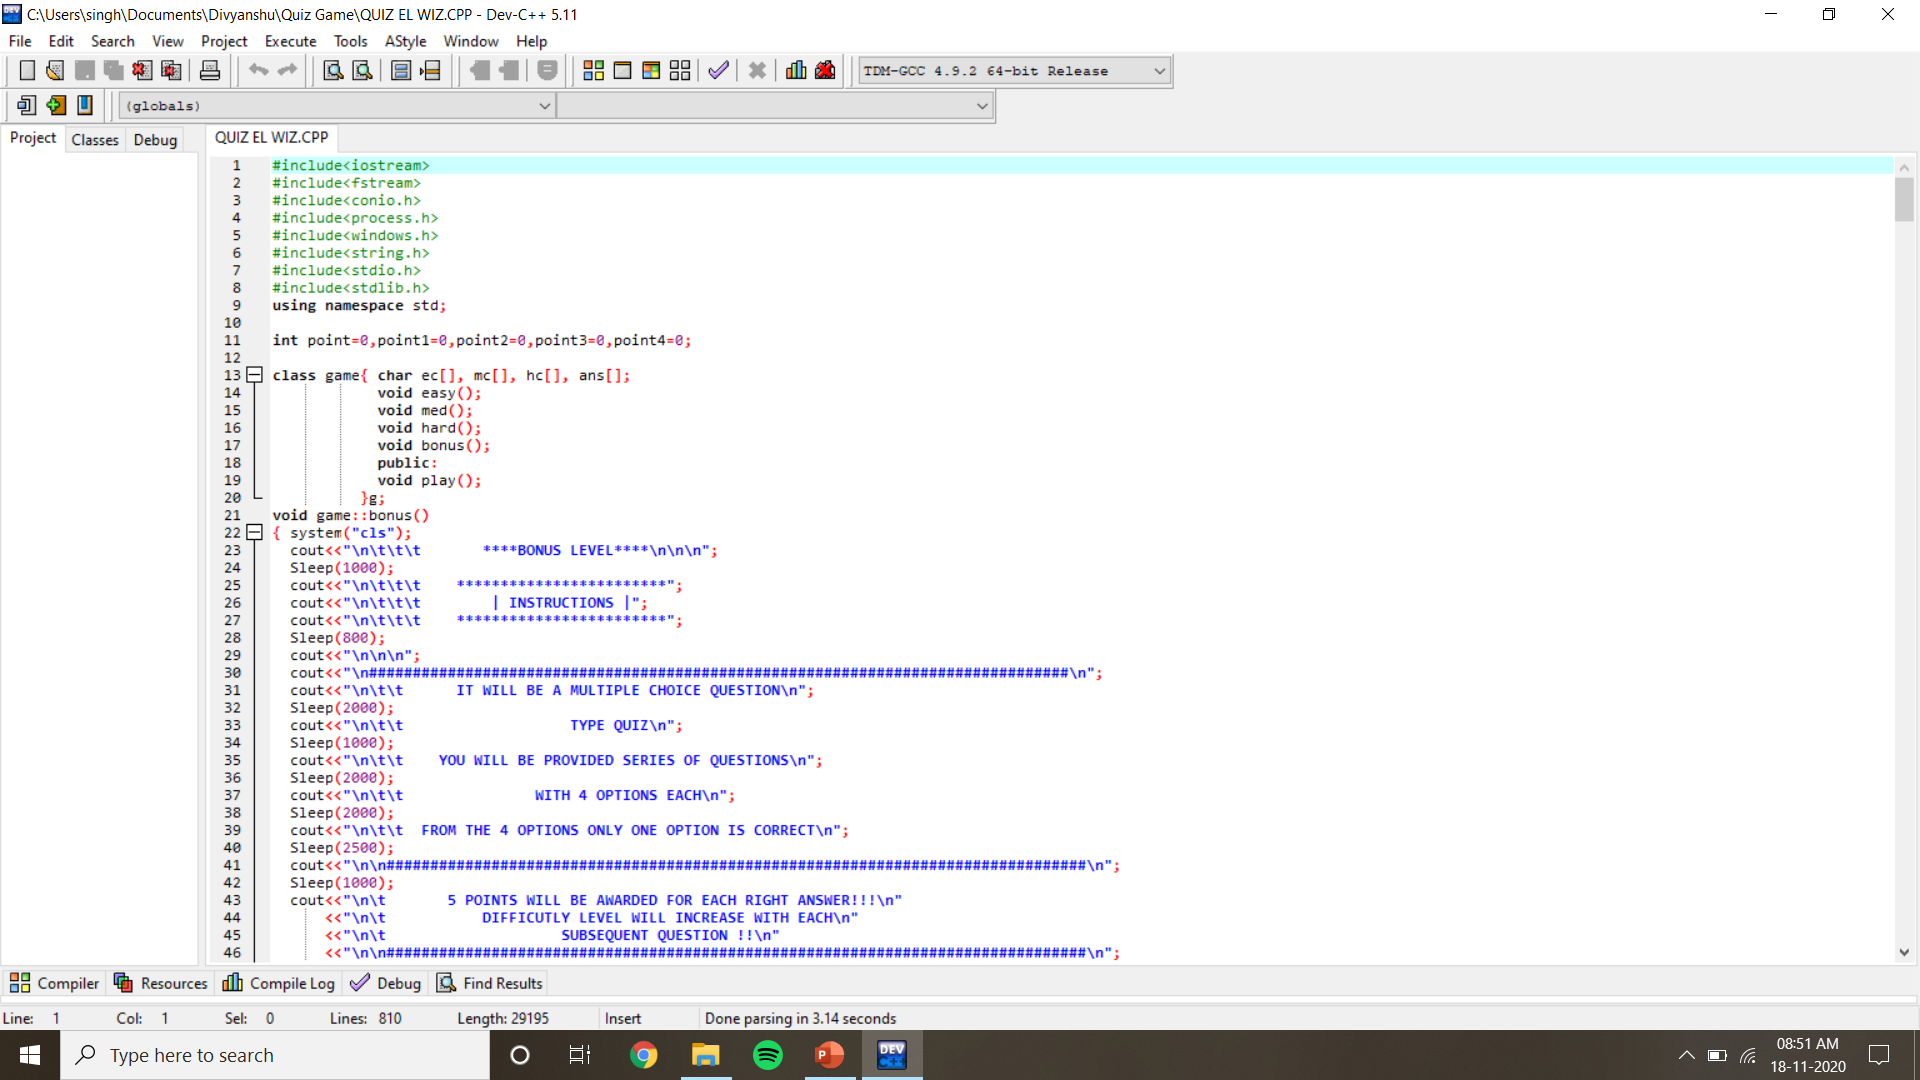 C:\Users\singh\Documents\Divyanshu\Quiz Game\QUIZ EL WIZ.CPP - Dev-C++ 5.11
File Edit Search View Project Execute Tools AStyle Window Help
TDM-GCC 4.9.2 64-bit Release
(globals)
Project Classes Debug QUIZ EL WIZ.CPP
1 #include<iostream>
2 #include<fstream>
3 #include<conio.h>
4 #include<process.h>
5 #include<windows.h>
6 #include<string.h>
7 #include<stdio.h>
8 #include<stdlib.h>
9 using namespace std;
10
11 int point=0,point1=0,point2=0,point3=0,point4=0;
12
13 class game{ char ec[], mc[], hc[], ans[];
14 void easy();
15 void med();
16 void hard();
17 void bonus();
18 public:
19 void play();
20 }g;
21 void game::bonus()
22 { system("cls");
23 cout<<"\n\t\t\t       ****BONUS LEVEL****\n\n\n";
24 Sleep(1000);
25 cout<<"\n\t\t\t    ************************";
26 cout<<"\n\t\t\t        | INSTRUCTIONS |";
27 cout<<"\n\t\t\t    ************************";
28 Sleep(800);
29 cout<<"\n\n\n";
30 cout<<"\n################################################################################\n";
31 cout<<"\n\t\t      IT WILL BE A MULTIPLE CHOICE QUESTION\n";
32 Sleep(2000);
33 cout<<"\n\t\t                   TYPE QUIZ\n";
34 Sleep(1000);
35 cout<<"\n\t\t    YOU WILL BE PROVIDED SERIES OF QUESTIONS\n";
36 Sleep(2000);
37 cout<<"\n\t\t               WITH 4 OPTIONS EACH\n";
38 Sleep(2000);
39 cout<<"\n\t\t  FROM THE 4 OPTIONS ONLY ONE OPTION IS CORRECT\n";
40 Sleep(2500);
41 cout<<"\n\n################################################################################\n";
42 Sleep(1000);
43 cout<<"\n\t       5 POINTS WILL BE AWARDED FOR EACH RIGHT ANSWER!!!\n"
44 <<"\n\t           DIFFICUTLY LEVEL WILL INCREASE WITH EACH\n"
45 <<"\n\t                    SUBSEQUENT QUESTION !!\n"
46 <<"\n\n################################################################################\n";
Compiler Resources Compile Log Debug Find Results
Line: 1 Col: 1 Sel: 0 Lines: 810 Length: 29195 Insert Done parsing in 3.14 seconds
Type here to search
P
DEV C++
08:51 AM
18-11-2020